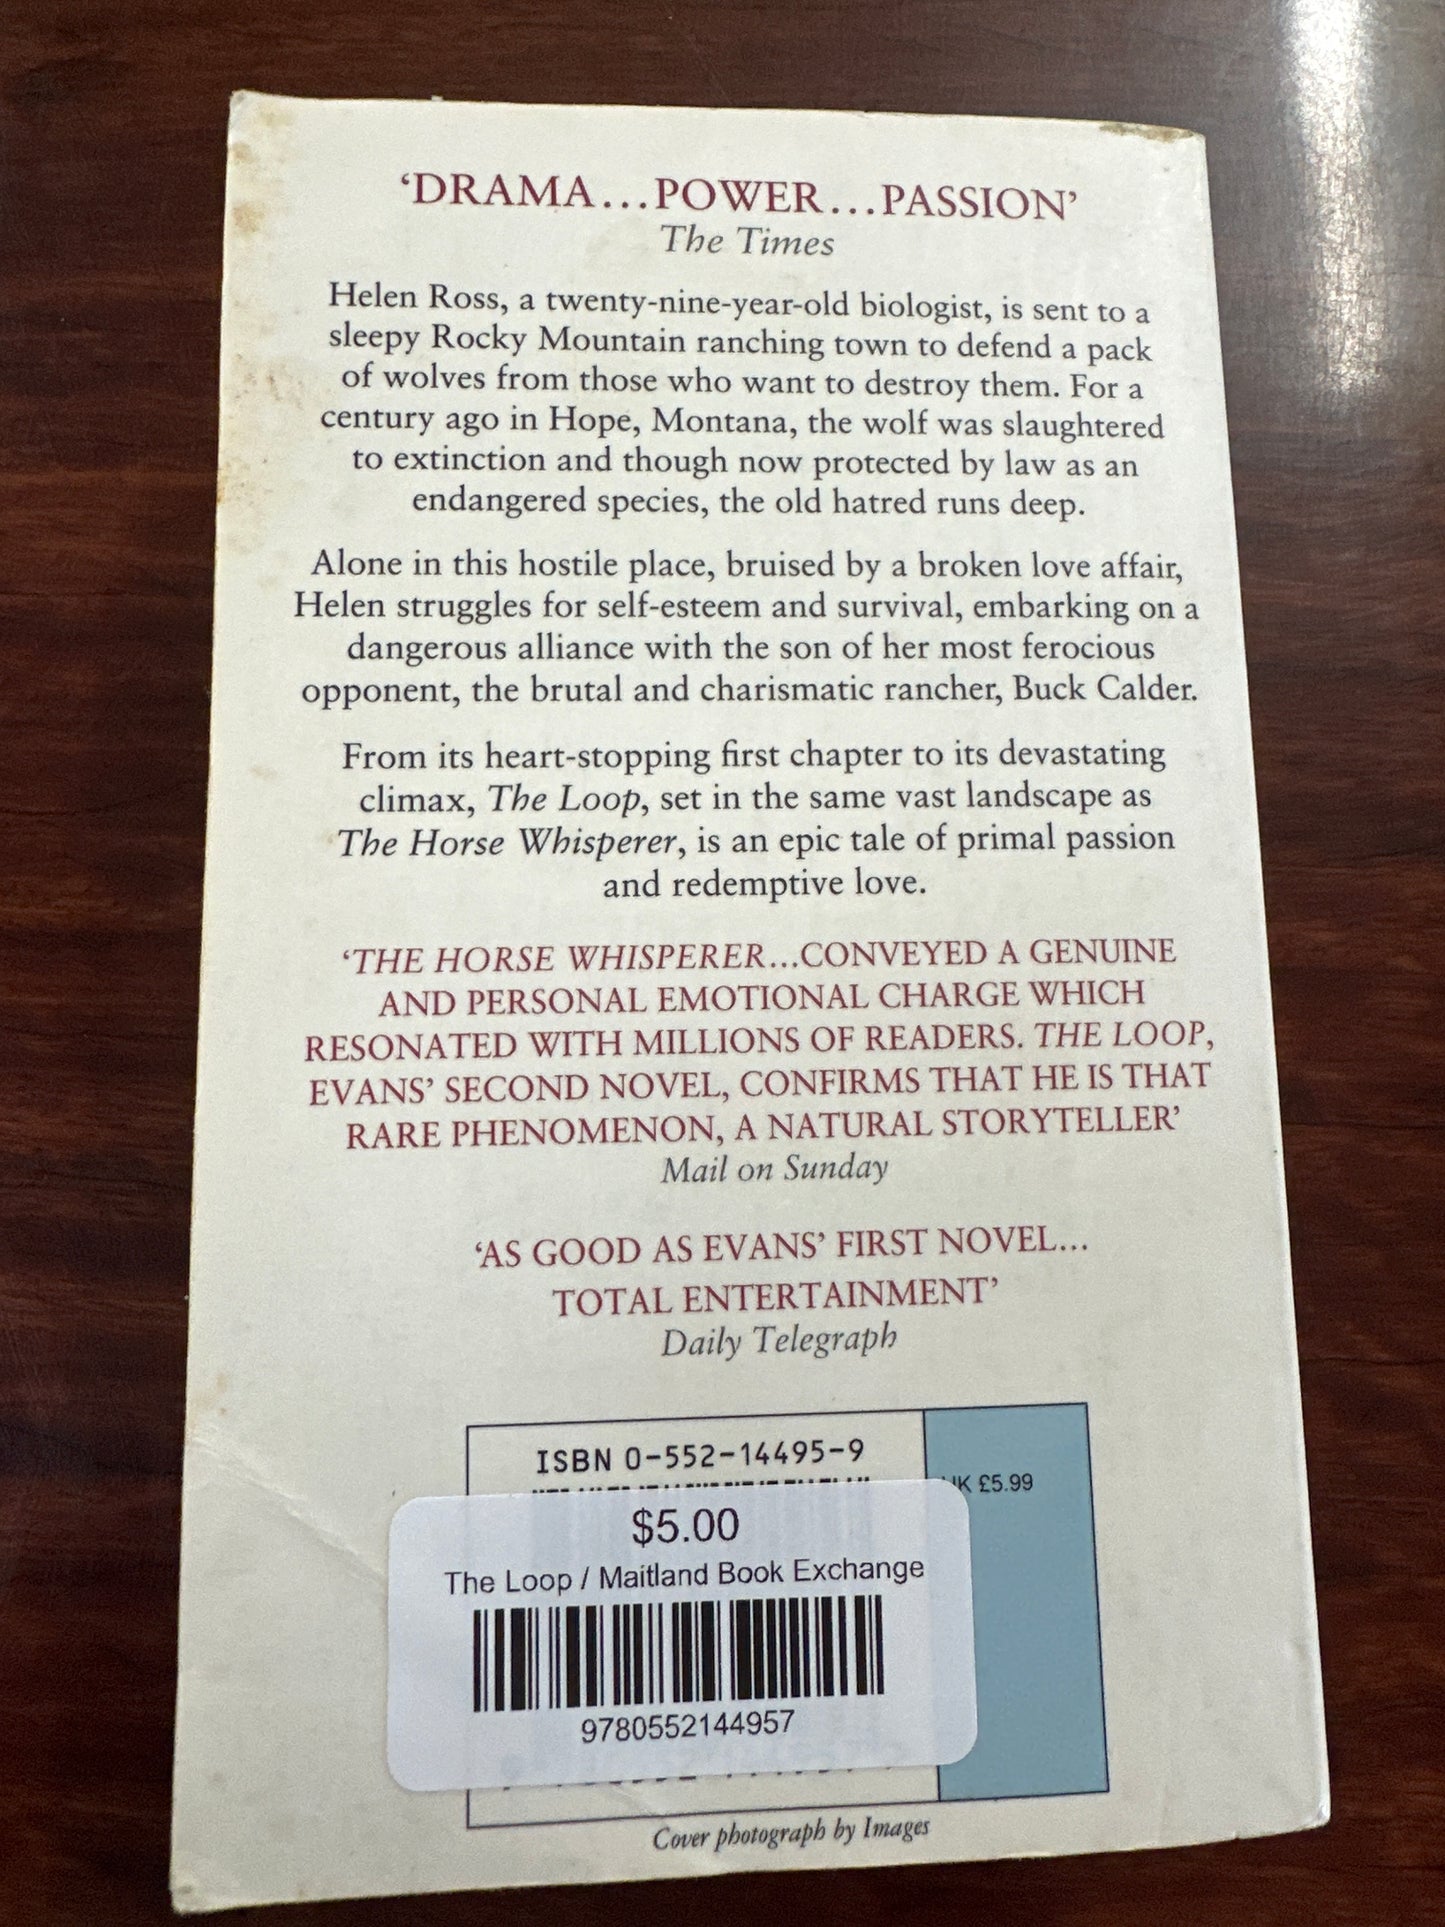 ‘DRAMA...POWER...PASSION’
The Times
Helen Ross, a twenty-nine-year-old biologist, is sent to a
sleepy Rocky Mountain ranching town to defend a pack
of wolves from those who want to destroy them. For a
century ago in Hope, Montana, the wolf was slaughtered
to extinction and though now protected by law as an
endangered species, the old hatred runs deep.
Alone in this hostile place, bruised by a broken love affair,
Helen struggles for self-esteem and survival, embarking on a
dangerous alliance with the son of her most ferocious
opponent, the brutal and charismatic rancher, Buck Calder.
From its heart-stopping first chapter to its devastating
climax, The Loop, set in the same vast landscape as
The Horse Whisperer, is an epic tale of primal passion
and redemptive love.
‘THE HORSE WHISPERER...CONVEYED A GENUINE
AND PERSONAL EMOTIONAL CHARGE WHICH
RESONATED WITH MILLIONS OF READERS. THE LOOP,
EVANS’ SECOND NOVEL, CONFIRMS THAT HE IS THAT
RARE PHENOMENON, A NATURAL STORYTELLER’
Mail on Sunday
‘AS GOOD AS EVANS’ FIRST NOVEL...
TOTAL ENTERTAINMENT’
Daily Telegraph
ISBN 0-552-14495-9
UK £5.99
$5.00
The Loop / Maitland Book Exchange
9780552144957
Cover photograph by Images